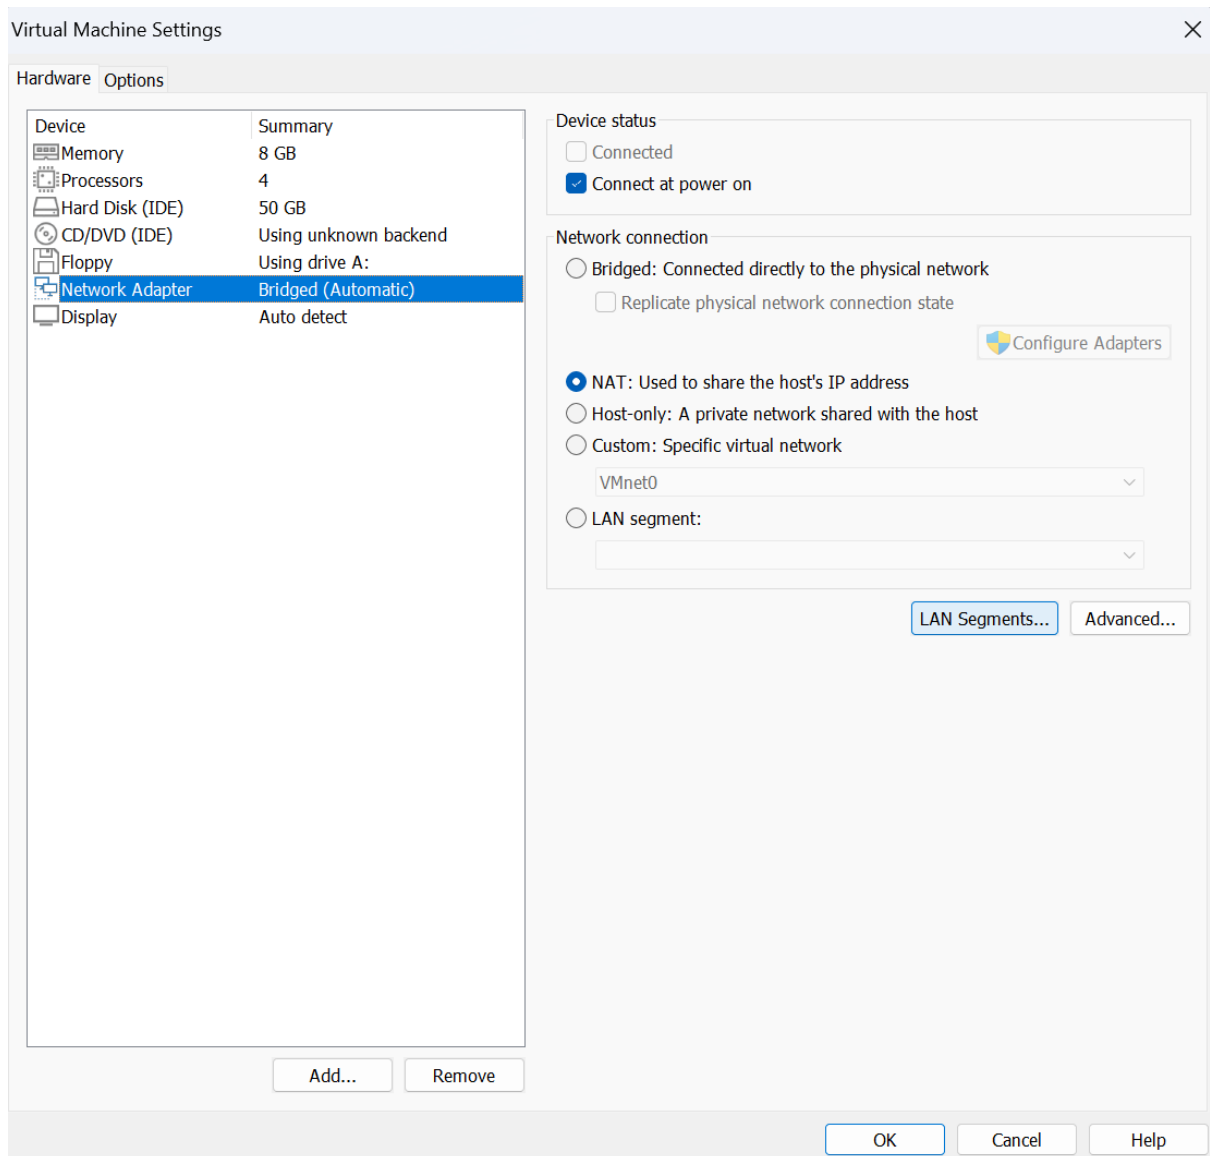 Virtual Machine Settings
Hardware Options
Device Summary
Memory 8 GB
Processors 4
Hard Disk (IDE) 50 GB
CD/DVD (IDE) Using unknown backend
Floppy Using drive A:
Network Adapter Bridged (Automatic)
Display Auto detect
Add... Remove
Device status
Connected
Connect at power on
Network connection
Bridged: Connected directly to the physical network
Replicate physical network connection state
Configure Adapters
NAT: Used to share the host's IP address
Host-only: A private network shared with the host
Custom: Specific virtual network
VMnet0
LAN segment:
LAN Segments... Advanced...
OK Cancel Help